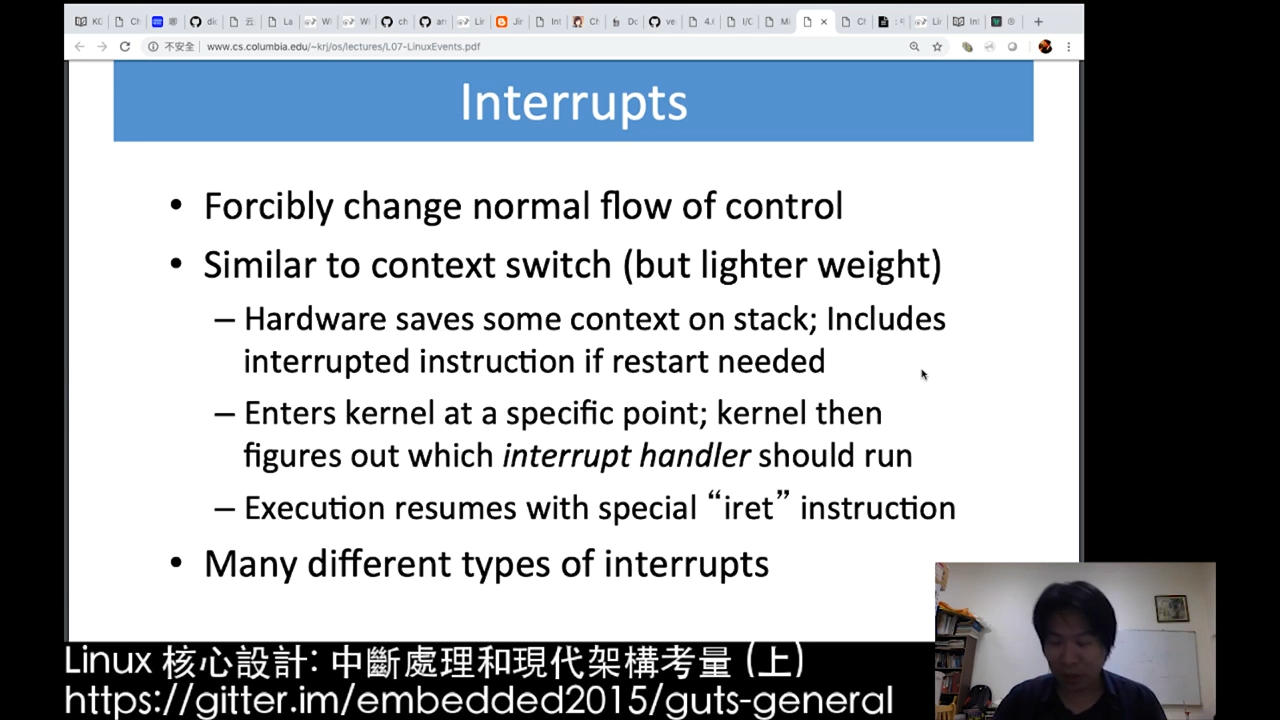 不安全 www.cs.columbia.edu/~krj/os/lectures/L07-LinuxEvents.pdf
Interrupts
• Forcibly change normal flow of control
• Similar to context switch (but lighter weight)
– Hardware saves some context on stack; Includes
interrupted instruction if restart needed
– Enters kernel at a specific point; kernel then
figures out which interrupt handler should run
– Execution resumes with special “iret” instruction
• Many different types of interrupts
Linux 核心設計: 中斷處理和現代架構考量 (上)
https://gitter.im/embedded2015/guts-general